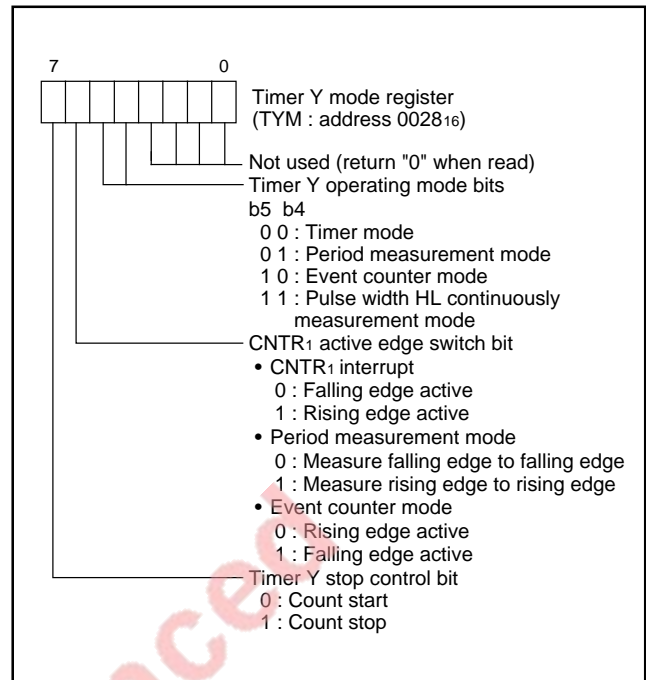 7 0
Timer Y mode register
(TYM : address 002816)
Not used (return "0" when read)
Timer Y operating mode bits
b5 b4
0 0 : Timer mode
0 1 : Period measurement mode
1 0 : Event counter mode
1 1 : Pulse width HL continuously
measurement mode
CNTR1 active edge switch bit
• CNTR1 interrupt
0 : Falling edge active
1 : Rising edge active
• Period measurement mode
0 : Measure falling edge to falling edge
1 : Measure rising edge to rising edge
• Event counter mode
0 : Rising edge active
1 : Falling edge active
Timer Y stop control bit
0 : Count start
1 : Count stop